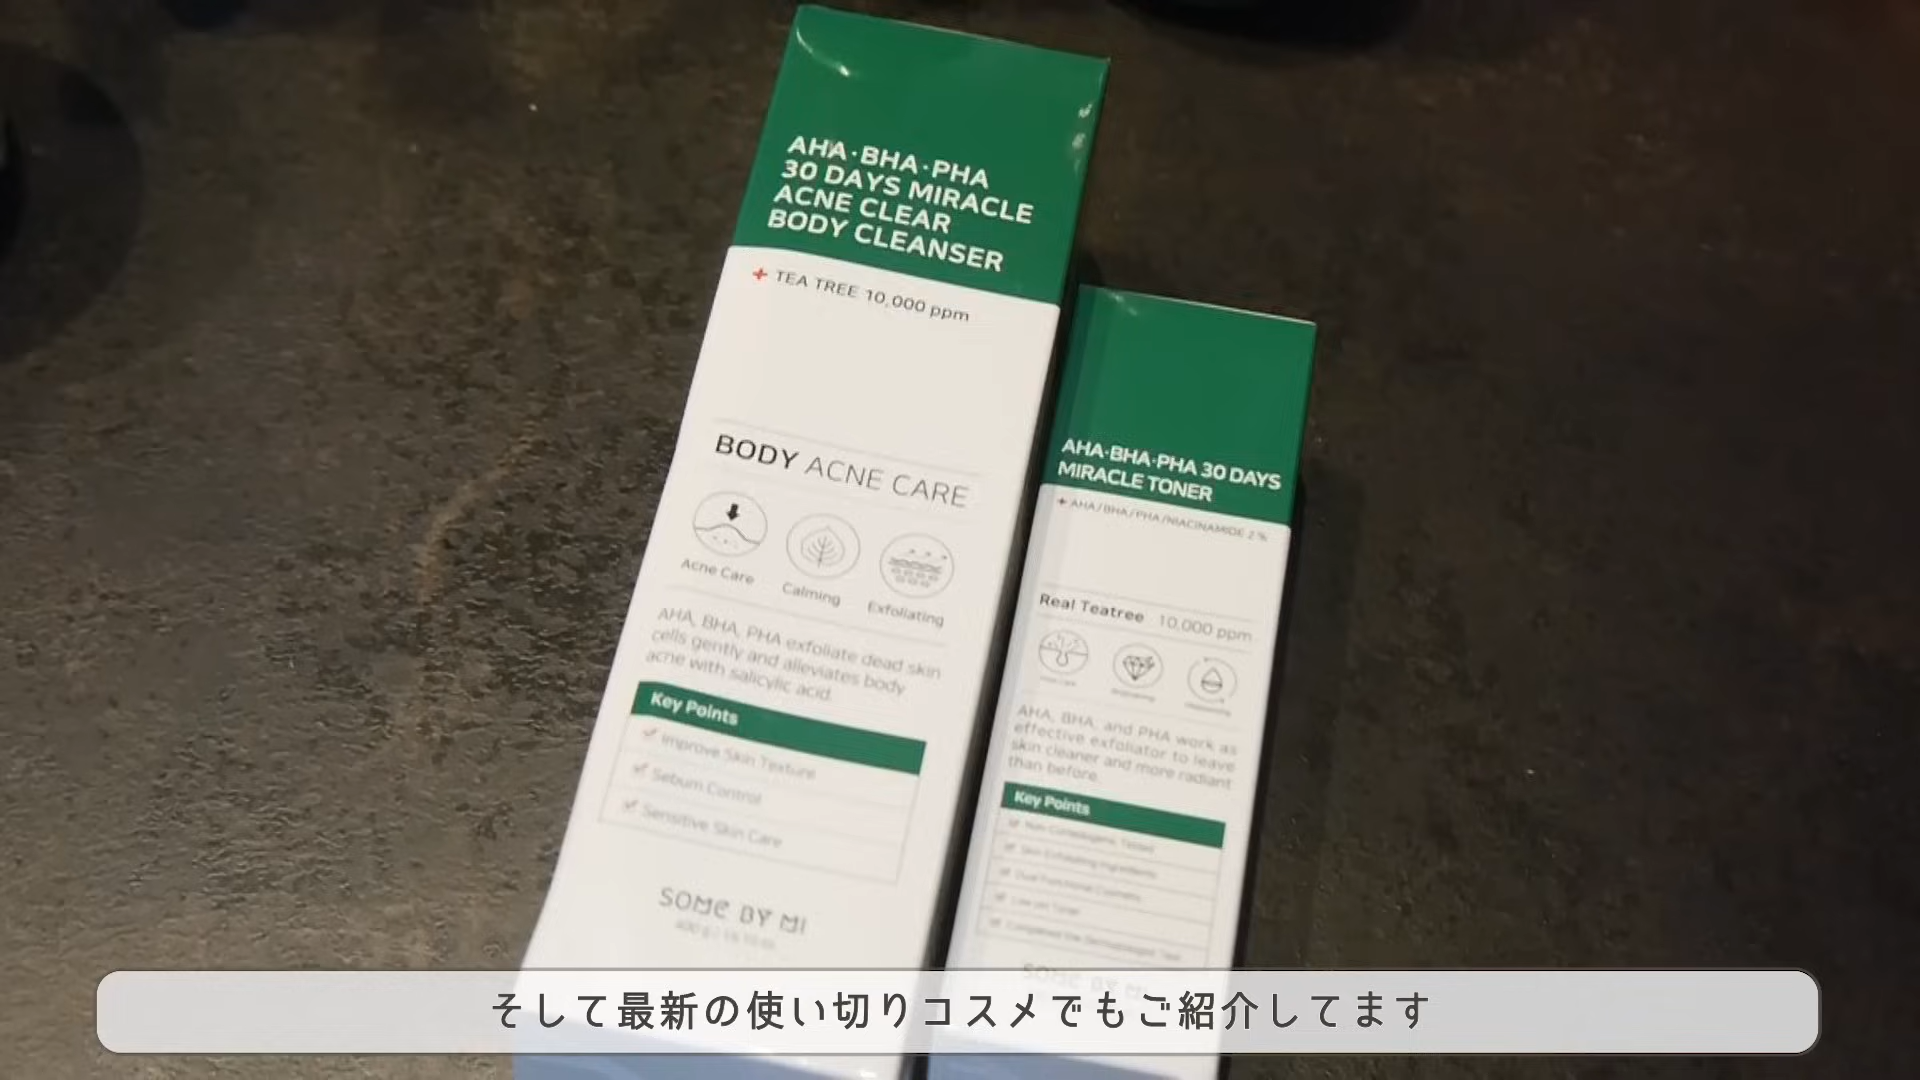 AHA·BHA·PHA
30 DAYS MIRACLE
ACNE CLEAR
BODY CLEANSER
+ TEA TREE 10,000 ppm
BODY ACNE CARE
Acne Care
Calming
Exfoliating
AHA, BHA, PHA exfoliate dead skin
cells gently and alleviates body
acne with salicylic acid.
Key Points
Improve Skin Texture
Sebum Control
Sensitive Skin Care
SOME BY MI
AHA·BHA·PHA 30 DAYS
MIRACLE TONER
+ AHA/BHA/PHA/NIACINAMIDE 2%
Real Teatree 10,000 ppm
AHA, BHA, and PHA work as
effective exfoliator to leave
skin cleaner and more radiant
than before.
Key Points
SOME BY MI
そして最新の使い切りコスメでもご紹介してます